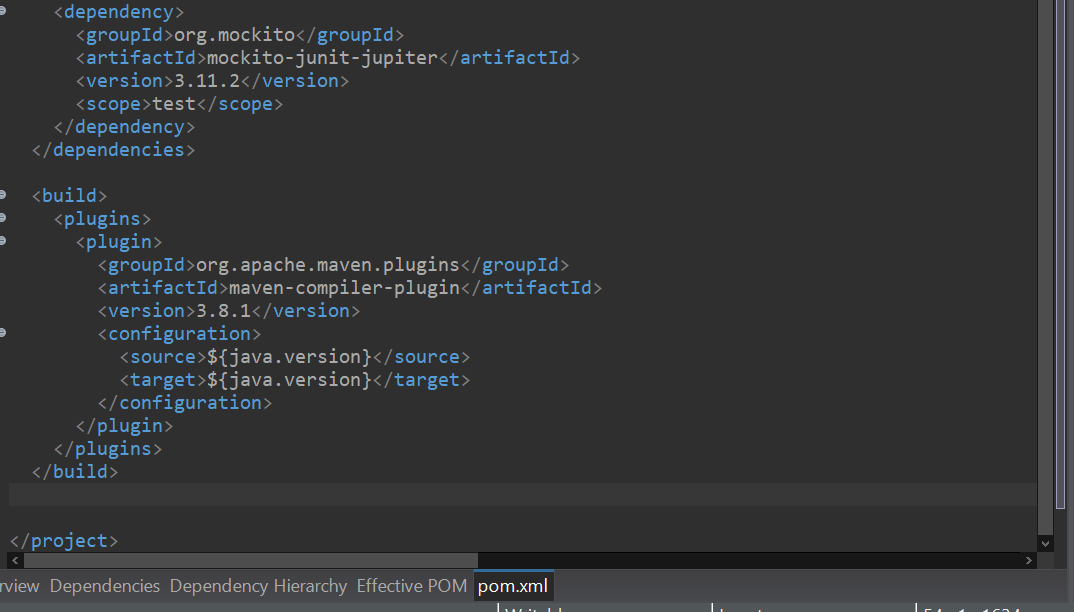 <dependency>
<groupId>org.mockito</groupId>
<artifactId>mockito-junit-jupiter</artifactId>
<version>3.11.2</version>
<scope>test</scope>
</dependency>
</dependencies>
<build>
<plugins>
<plugin>
<groupId>org.apache.maven.plugins</groupId>
<artifactId>maven-compiler-plugin</artifactId>
<version>3.8.1</version>
<configuration>
<source>${java.version}</source>
<target>${java.version}</target>
</configuration>
</plugin>
</plugins>
</build>
</project>
rview Dependencies Dependency Hierarchy Effective POM pom.xml